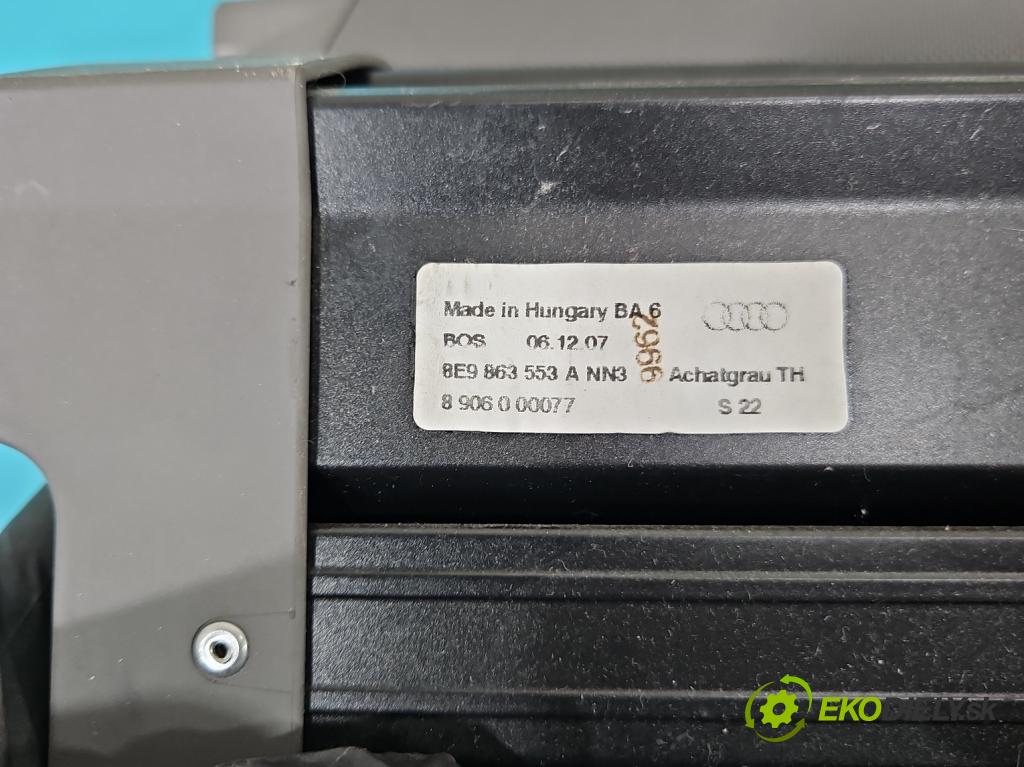 Made in Hungary BA 6
BOS 06.12.07
9962
8E9 863 553 A NN3 Achatgrau TH
8 906 0 00077 S 22
EKODIELY.SK